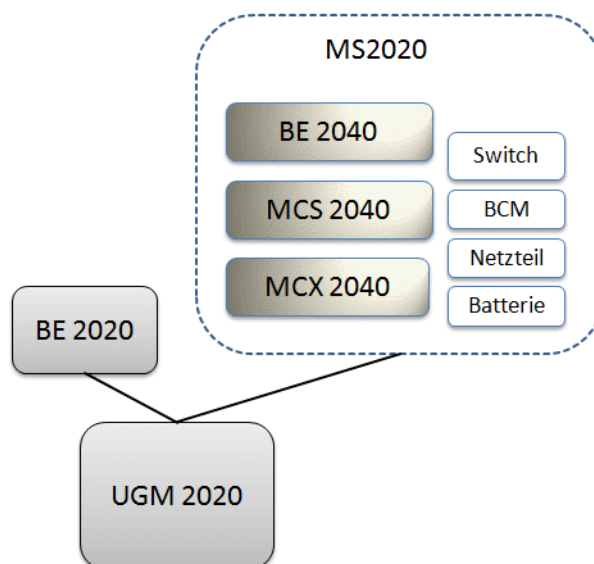 MS2020
BE 2040
MCS 2040
MCX 2040
Switch
BCM
Netzteil
Batterie
BE 2020
UGM 2020